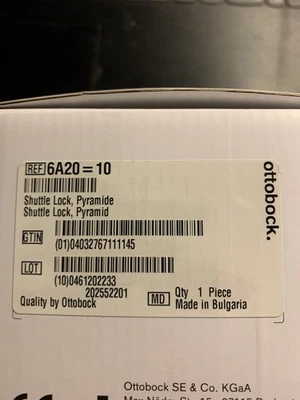 REF 6A20=10
ottobock.
Shuttle Lock, Pyramide
Shuttle Lock, Pyramid
GTIN
(01)04032767111145
LOT
(10)0461202233
202552201
MD Qty 1 Piece
Quality by Ottobock Made in Bulgaria
Ottobock SE & Co. KGaA